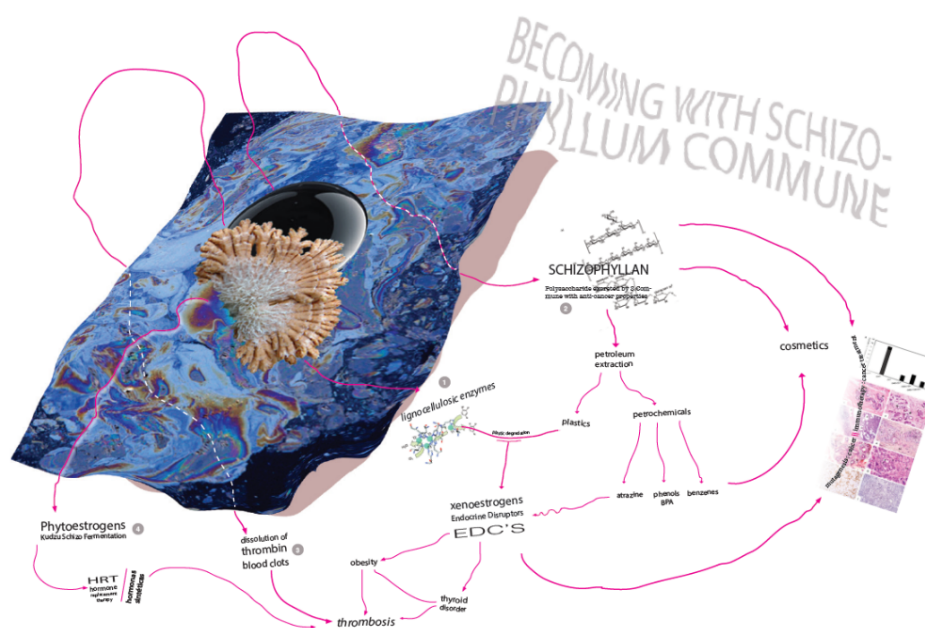 BECOMING WITH SCHIZO-
PHYLLUM COMMUNE
SCHIZOPHYLLAN
Polysaccharide excreted by S.Com-
mune with anti-cancer properties
2
petroleum
extraction
cosmetics
1
lignocellulosic enzymes
plastics
petrochemicals
atrazine
phenols
BPA
benzenes
xenoestrogens
Endocrine Disruptors
EDC'S
Phytoestrogens
4
Kudzu Schizo Fermentation
dissolution of
thrombin
blood clots
HRT
hormone
replacement
therapy
obesity
thyroid
disorder
thrombosis